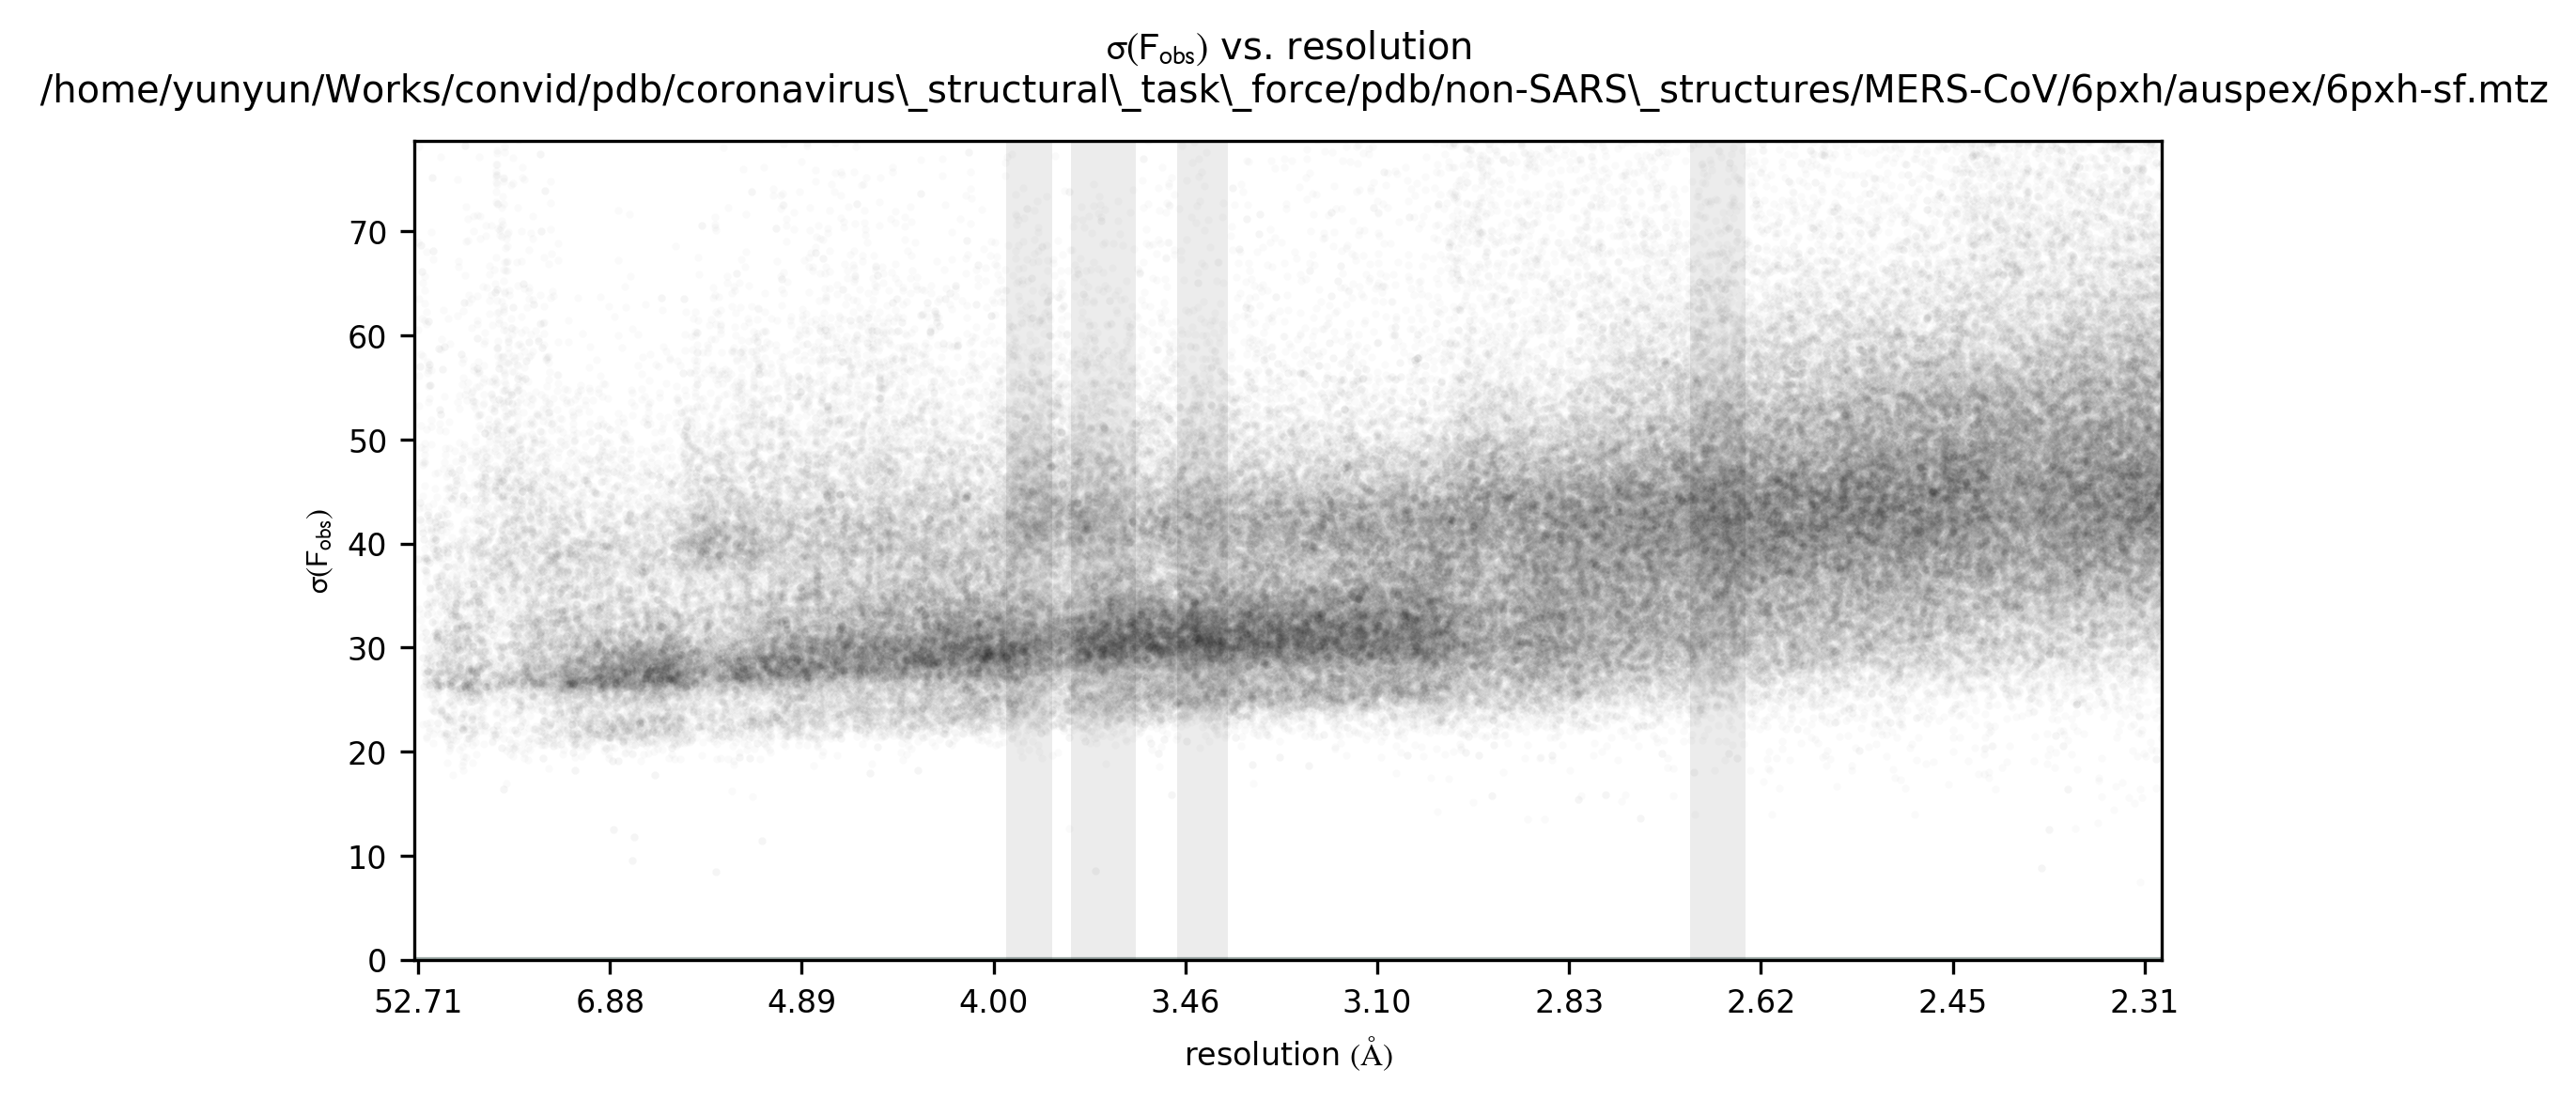 σ(Fobs) vs. resolution
/home/yunyun/Works/convid/pdb/coronavirus\_structural\_task\_force/pdb/non-SARS\_structures/MERS-CoV/6pxh/auspex/6pxh-sf.mtz
70
60
50
40
30
20
10
0
σ(Fobs)
52.71 6.88 4.89 4.00 3.46 3.10 2.83 2.62 2.45 2.31
resolution (Å)